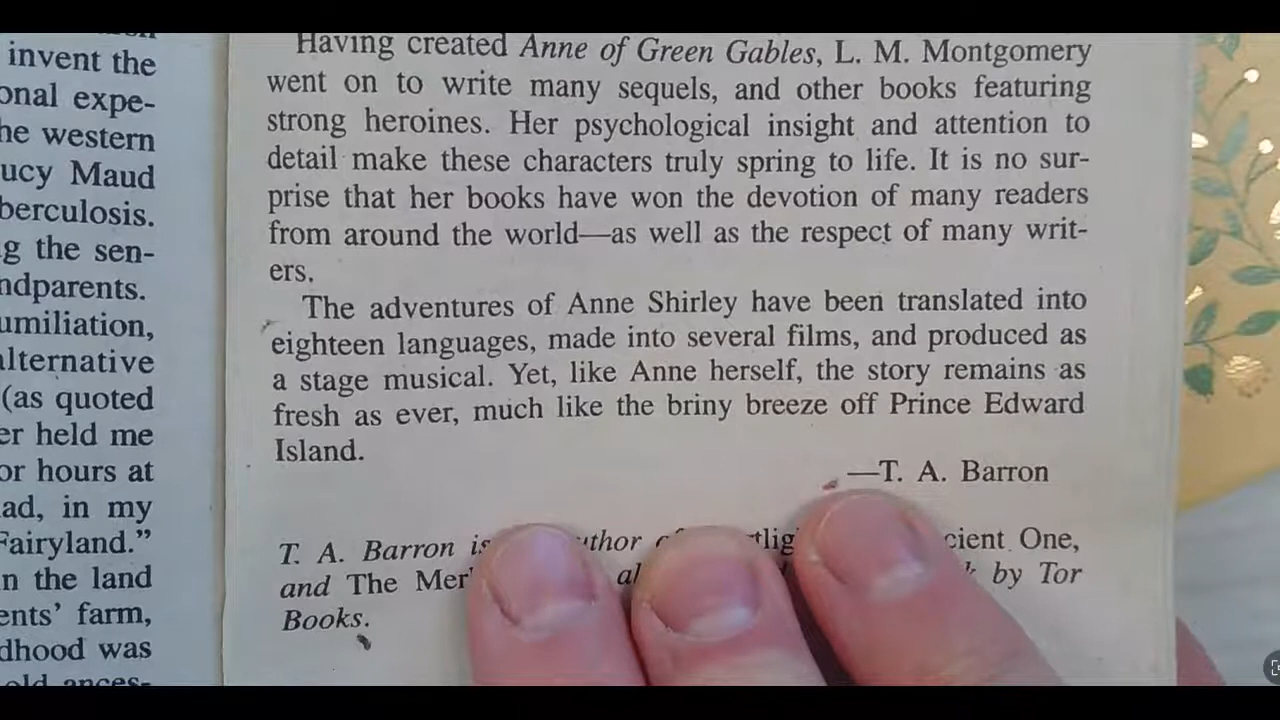 invent the
onal expe-
he western
ucy Maud
berculosis.
g the sen-
ndparents.
umiliation,
alternative
(as quoted
er held me
or hours at
ad, in my
Fairyland.”
n the land
ents’ farm,
dhood was
old ances-
Having created Anne of Green Gables, L. M. Montgomery
went on to write many sequels, and other books featuring
strong heroines. Her psychological insight and attention to
detail make these characters truly spring to life. It is no sur-
prise that her books have won the devotion of many readers
from around the world—as well as the respect of many writ-
ers.
The adventures of Anne Shirley have been translated into
eighteen languages, made into several films, and produced as
a stage musical. Yet, like Anne herself, the story remains as
fresh as ever, much like the briny breeze off Prince Edward
Island.
—T. A. Barron
T. A. Barron is One,
and The by Tor
Books.